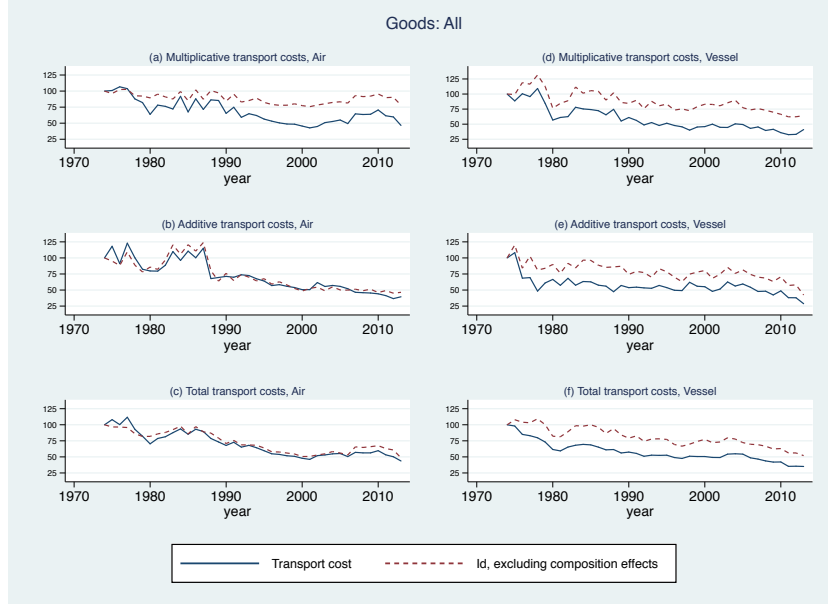 Goods: All
(a) Multiplicative transport costs, Air
125
100
75
50
25
1970 1980 1990 2000 2010
year
(d) Multiplicative transport costs, Vessel
125
100
75
50
25
1970 1980 1990 2000 2010
year
(b) Additive transport costs, Air
125
100
75
50
25
1970 1980 1990 2000 2010
year
(e) Additive transport costs, Vessel
125
100
75
50
25
1970 1980 1990 2000 2010
year
(c) Total transport costs, Air
125
100
75
50
25
1970 1980 1990 2000 2010
year
(f) Total transport costs, Vessel
125
100
75
50
25
1970 1980 1990 2000 2010
year
Transport cost Id, excluding composition effects